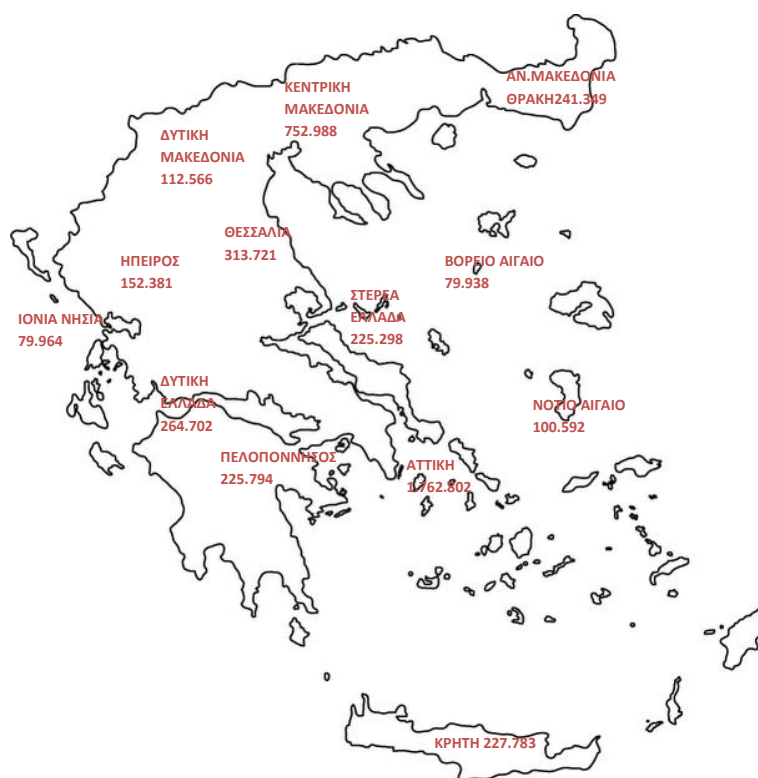 ΑΝ.ΜΑΚΕΔΟΝΙΑ
ΘΡΑΚΗ241.349
ΚΕΝΤΡΙΚΗ
ΜΑΚΕΔΟΝΙΑ
752.988
ΔΥΤΙΚΗ
ΜΑΚΕΔΟΝΙΑ
112.566
ΘΕΣΣΑΛΙΑ
313.721
ΗΠΕΙΡΟΣ
152.381
ΒΟΡΕΙΟ ΑΙΓΑΙΟ
79.938
ΣΤΕΡΕΑ
ΕΛΛΑΔΑ
225.298
ΙΟΝΙΑ ΝΗΣΙΑ
79.964
ΔΥΤΙΚΗ
ΕΛΛΑΔΑ
264.702
ΝΟΤΙΟ ΑΙΓΑΙΟ
100.592
ΠΕΛΟΠΟΝΝΗΣΟΣ
225.794
ΑΤΤΙΚΗ
1.762.802
ΚΡΗΤΗ 227.783